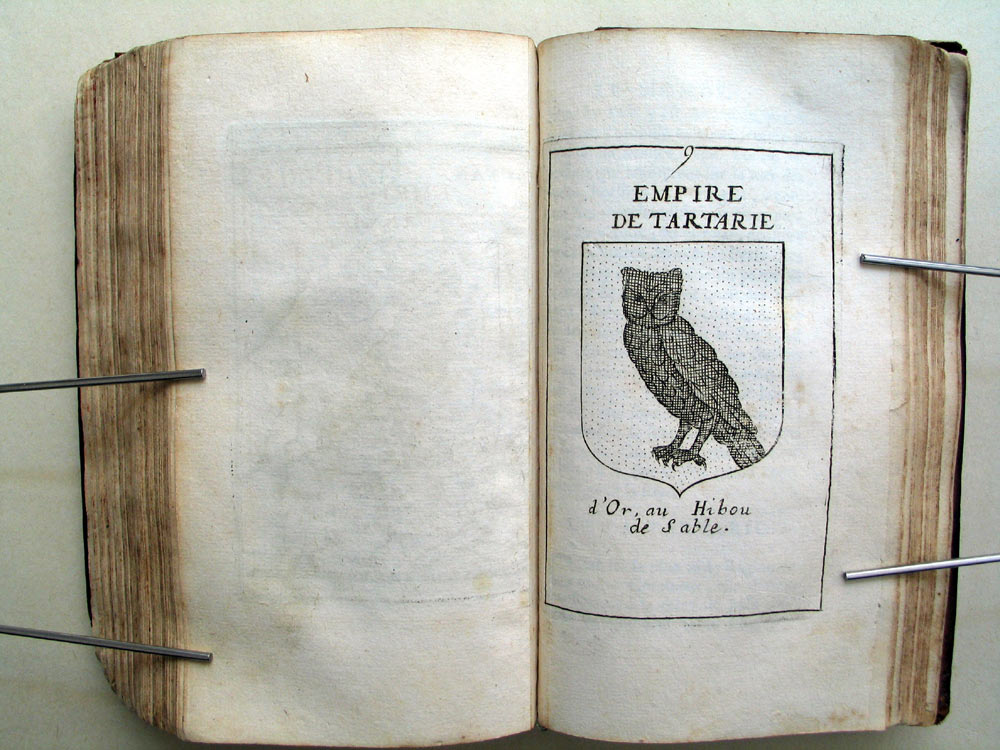 9
EMPIRE
DE TARTARIE
d'Or, au Hibou
de Sable.